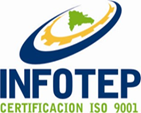 INFOTEP
CERTIFICACION ISO 9001